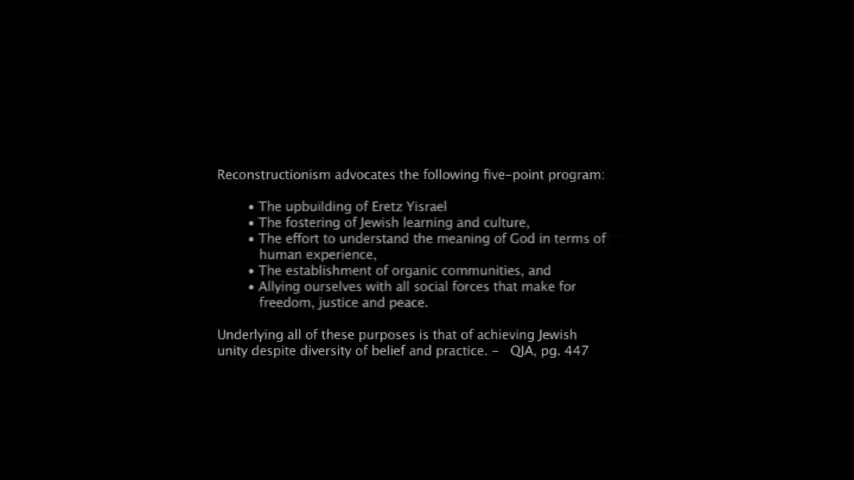 Reconstructionism advocates the following five-point program:
• The upbuilding of Eretz Yisrael
• The fostering of Jewish learning and culture,
• The effort to understand the meaning of God in terms of
human experience,
• The establishment of organic communities, and
• Allying ourselves with all social forces that make for
freedom, justice and peace.
Underlying all of these purposes is that of achieving Jewish
unity despite diversity of belief and practice. – QJA, pg. 447